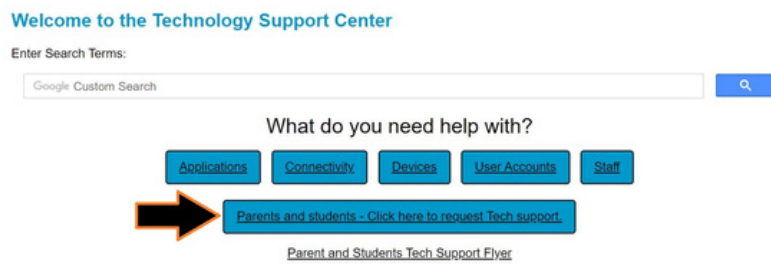 Welcome to the Technology Support Center
Enter Search Terms:
Google Custom Search
What do you need help with?
Applications Connectivity Devices User Accounts Staff
Parents and students - Click here to request Tech support.
Parent and Students Tech Support Flyer